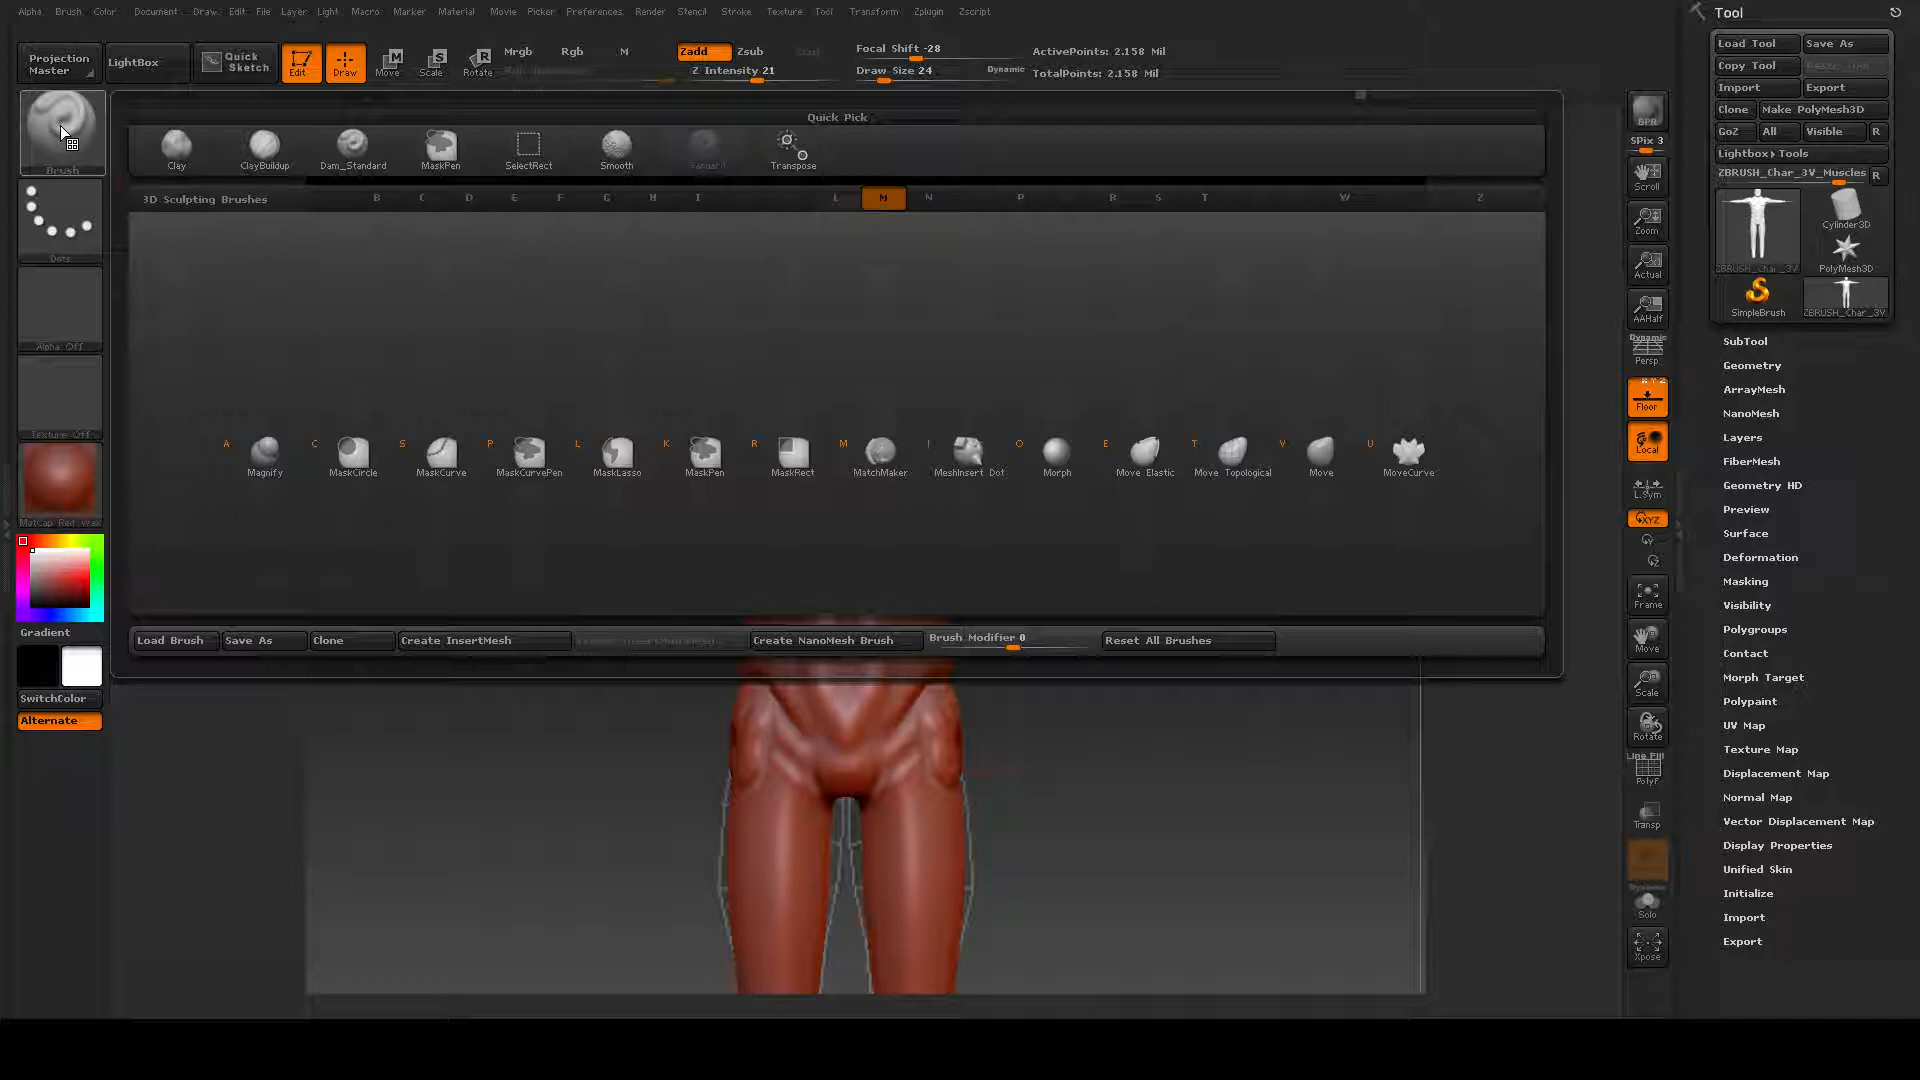 Alpha Brush Color Document Draw Edit File Layer Light Macro Marker Material Movie Picker Preferences Render Stencil Stroke Texture Tool Transform Zplugin Zscript
Tool
Projection Master
LightBox
Quick Sketch
Edit
Draw
Move
Scale
Rotate
Mrgb Rgb M
Zadd Zsub
Z Intensity 21
Focal Shift -28
Draw Size 24
Dynamic
ActivePoints: 2.158 Mil
TotalPoints: 2.158 Mil
Load Tool Save As
Copy Tool
Import Export
Clone Make PolyMesh3D
GoZ All Visible R
Lightbox▸Tools
ZBRUSH_Char_3V_Muscles R
Cylinder3D
PolyMesh3D
SimpleBrush
ZBRUSH_Char_3V
Brush
Dots
Alpha Off
Texture Off
MatCap Red Wax
Gradient
SwitchColor
Alternate
Quick Pick
Clay ClayBuildup Dam_Standard MaskPen SelectRect Smooth Standard Transpose
3D Sculpting Brushes B C D E F G H I L M N P R S T W Z
A C S P L K R M I O E T V U
Magnify MaskCircle MaskCurve MaskCurvePen MaskLasso MaskPen MaskRect MatchMaker MeshInsert Dot Morph Move Elastic Move Topological Move MoveCurve
Load Brush Save As Clone Create InsertMesh Create NanoMesh Brush Brush Modifier 0 Reset All Brushes
BPR
SPix 3
Scroll
Zoom
Actual
AAHalf
Dynamic
Persp
X Y Z
Floor
Local
L.Sym
XYZ
Y
Z
Frame
Move
Scale
Rotate
Line Fill
PolyF
Transp
Dynamic
Solo
Xpose
SubTool
Geometry
ArrayMesh
NanoMesh
Layers
FiberMesh
Geometry HD
Preview
Surface
Deformation
Masking
Visibility
Polygroups
Contact
Morph Target
Polypaint
UV Map
Texture Map
Displacement Map
Normal Map
Vector Displacement Map
Display Properties
Unified Skin
Initialize
Import
Export